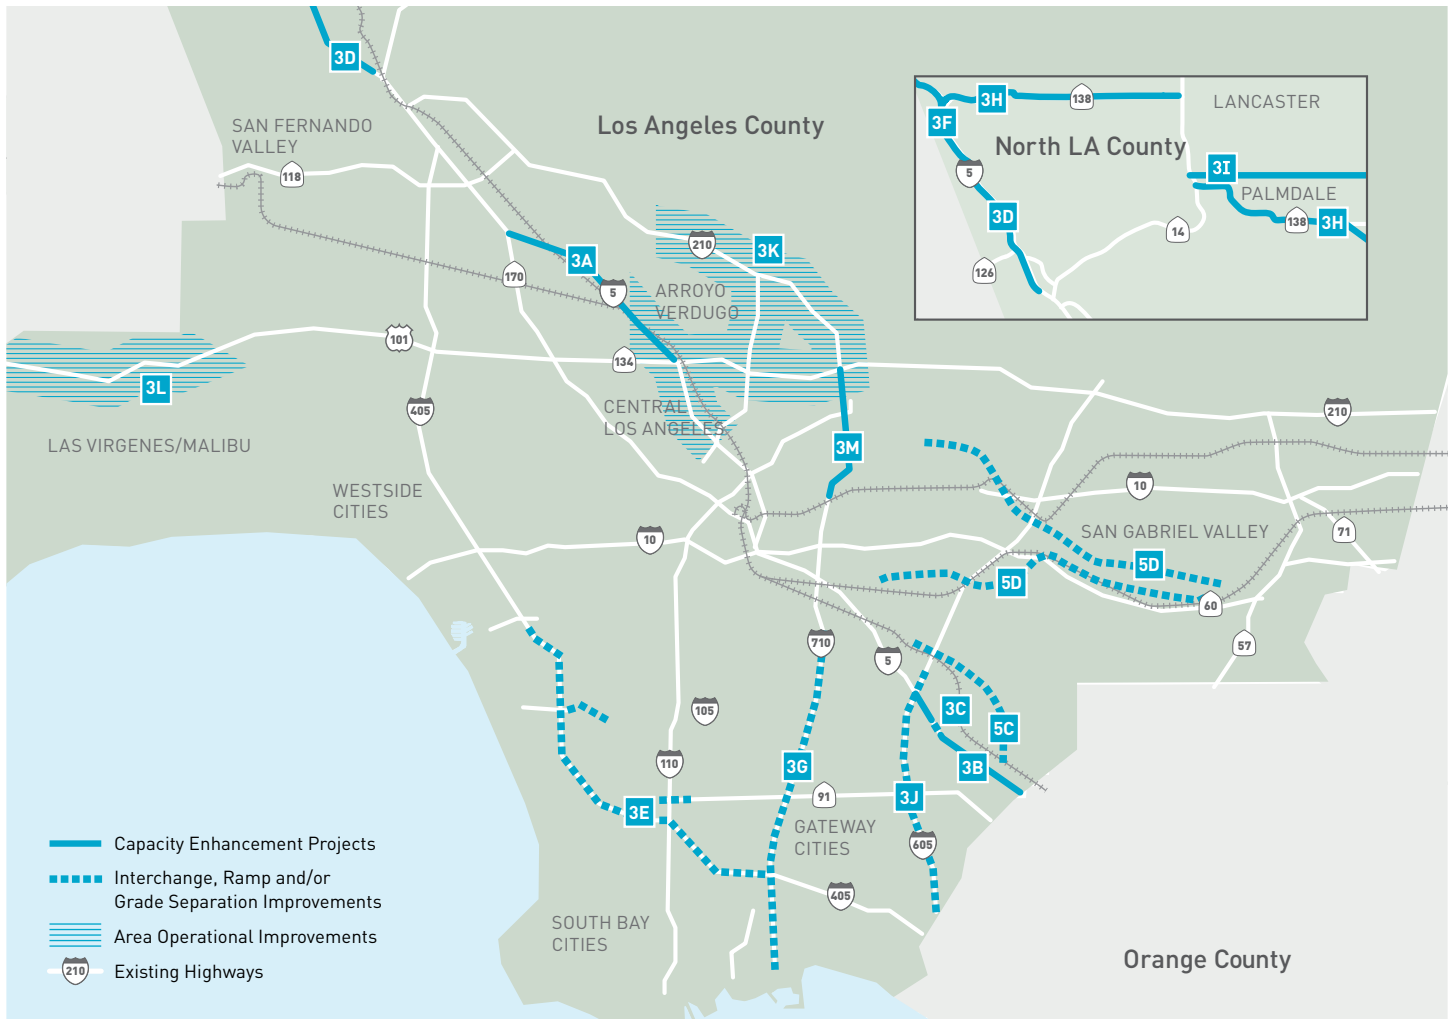 3D
Los Angeles County
SAN FERNANDO
VALLEY
118
3A
170
5
210
3K
ARROYO
VERDUGO
101
134
3L
405
LAS VIRGENES/MALIBU
CENTRAL
LOS ANGELES
3M
WESTSIDE
CITIES
10
210
10
71
SAN GABRIEL VALLEY
5D
5D
60
57
710
5
105
3C
5C
110
3G
3B
3E
91
3J
GATEWAY
CITIES
605
405
SOUTH BAY
CITIES
Orange County
3H
138
LANCASTER
3F
North LA County
5
3I
PALMDALE
3D
138
3H
14
126
Capacity Enhancement Projects
Interchange, Ramp and/or
Grade Separation Improvements
Area Operational Improvements
210
Existing Highways